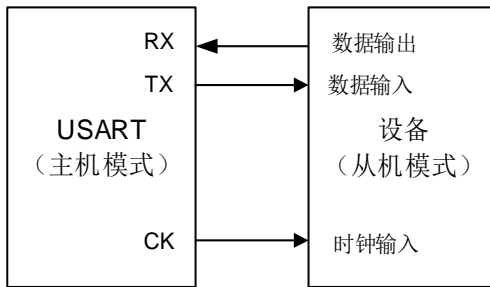 RX
数据输出
TX
数据输入
USART
（主机模式）
设备
（从机模式）
CK
时钟输入